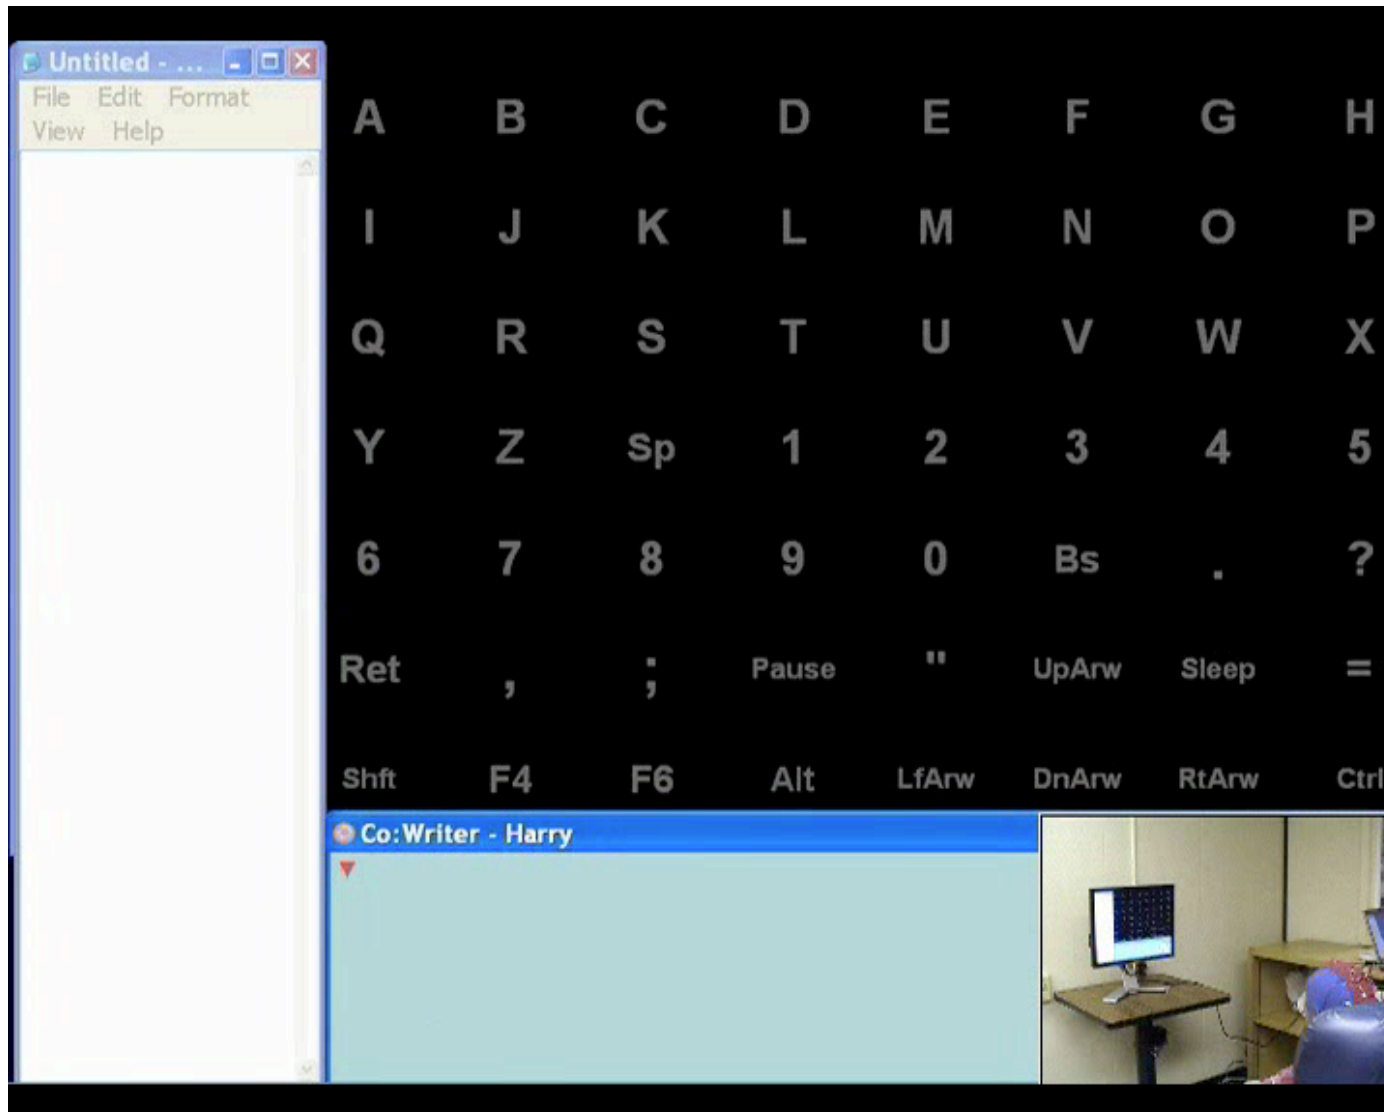 Untitled - ...
File Edit Format
View Help
A B C D E F G H
I J K L M N O P
Q R S T U V W X
Y Z Sp 1 2 3 4 5
6 7 8 9 0 Bs . ?
Ret , ; Pause " UpArw Sleep =
Shft F4 F6 Alt LfArw DnArw RtArw Ctrl
Co:Writer - Harry